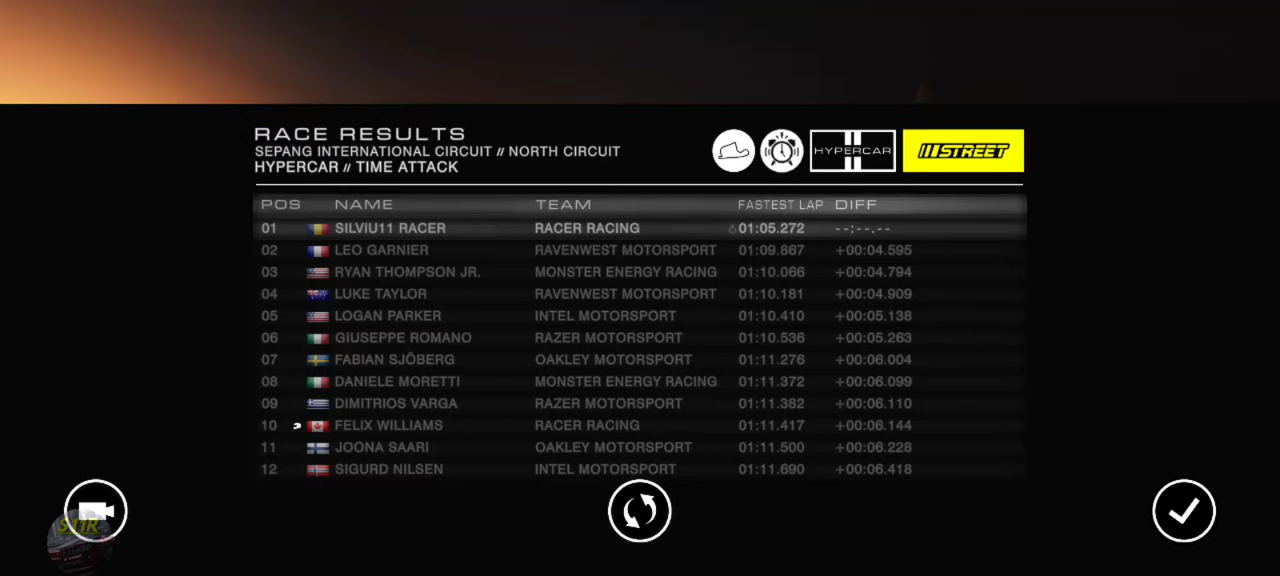 RACE RESULTS
SEPANG INTERNATIONAL CIRCUIT // NORTH CIRCUIT
HYPERCAR // TIME ATTACK
HYPERCAR
STREET
POS NAME TEAM FASTEST LAP DIFF
01 SILVIU11 RACER RACER RACING 01:05.272 --:--.--
02 LEO GARNIER RAVENWEST MOTORSPORT 01:09.867 +00:04.595
03 RYAN THOMPSON JR. MONSTER ENERGY RACING 01:10.066 +00:04.794
04 LUKE TAYLOR RAVENWEST MOTORSPORT 01:10.181 +00:04.909
05 LOGAN PARKER INTEL MOTORSPORT 01:10.410 +00:05.138
06 GIUSEPPE ROMANO RAZER MOTORSPORT 01:10.536 +00:05.263
07 FABIAN SJÖBERG OAKLEY MOTORSPORT 01:11.276 +00:06.004
08 DANIELE MORETTI MONSTER ENERGY RACING 01:11.372 +00:06.099
09 DIMITRIOS VARGA RAZER MOTORSPORT 01:11.382 +00:06.110
10 FELIX WILLIAMS RACER RACING 01:11.417 +00:06.144
11 JOONA SAARI OAKLEY MOTORSPORT 01:11.500 +00:06.228
12 SIGURD NILSEN INTEL MOTORSPORT 01:11.690 +00:06.418
S11R